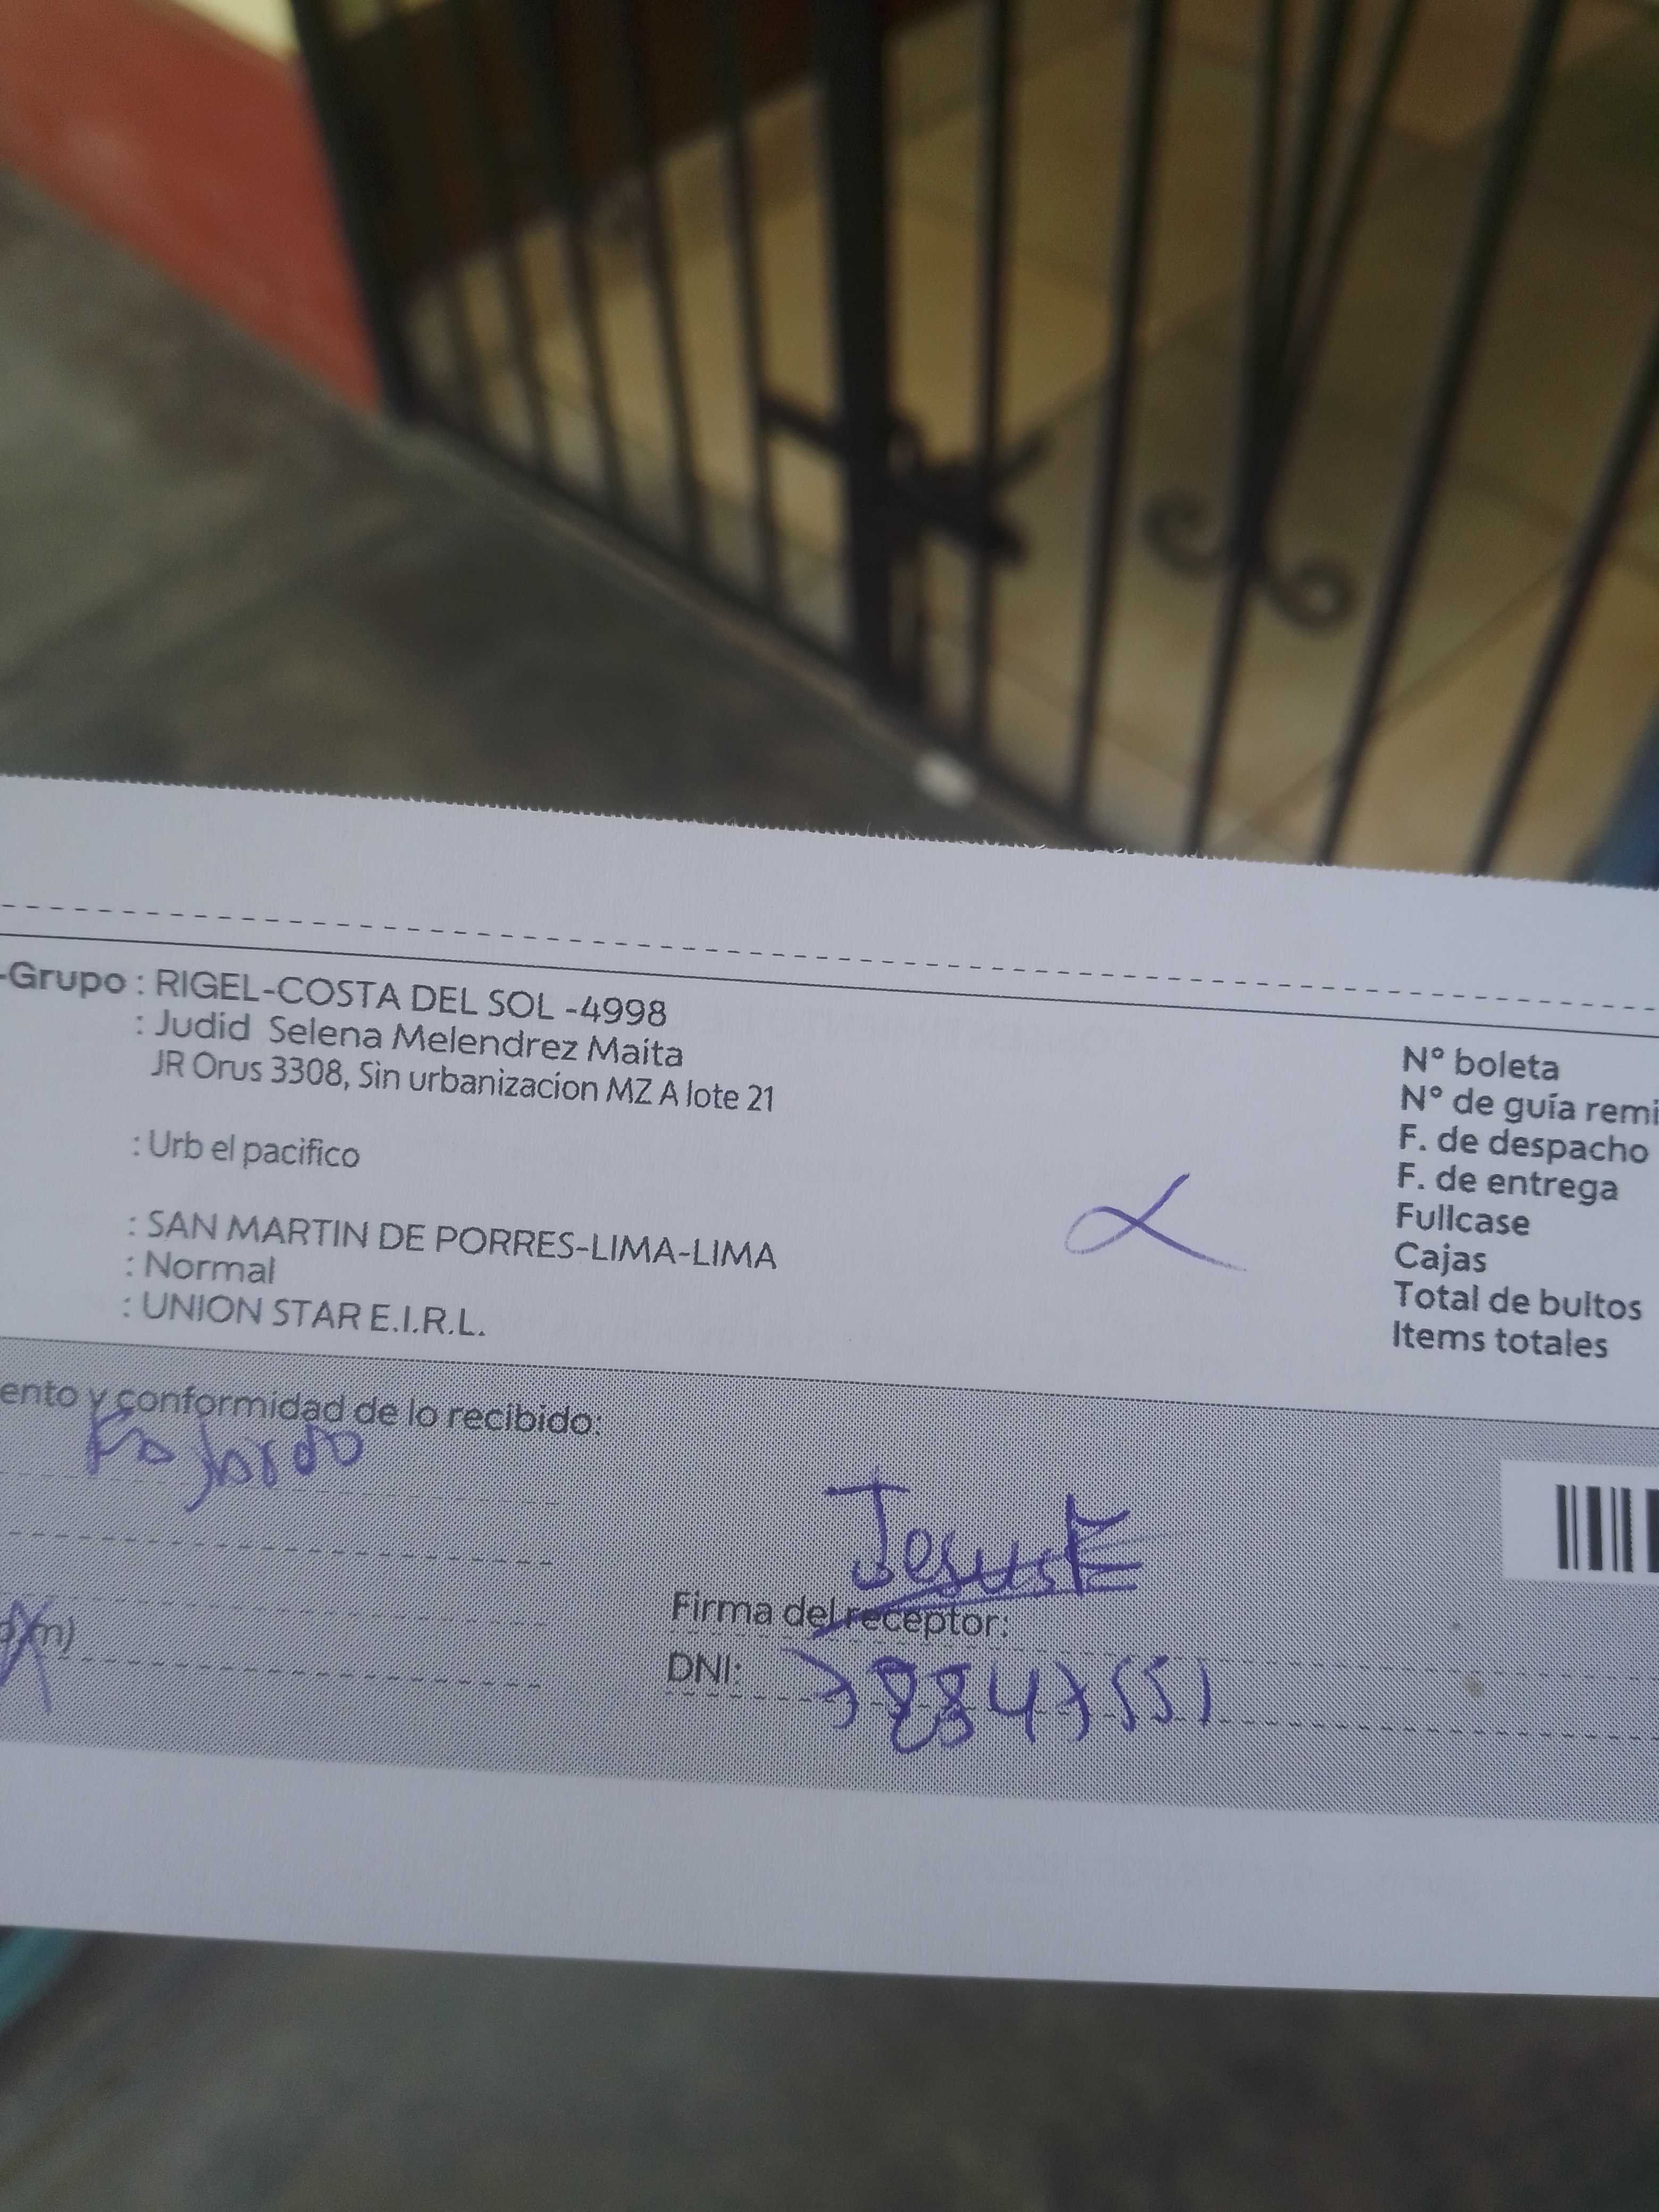 -Grupo : RIGEL-COSTA DEL SOL -4998
: Judid Selena Melendrez Maita
JR Orus 3308, Sin urbanizacion MZ A lote 21
: Urb el pacifico
: SAN MARTIN DE PORRES-LIMA-LIMA
: Normal
: UNION STAR E.I.R.L.
N° boleta
N° de guía remi
F. de despacho
F. de entrega
Fullcase
Cajas
Total de bultos
Items totales
ento y conformidad de lo recibido:
Jesus
Firma del receptor:
DNI: